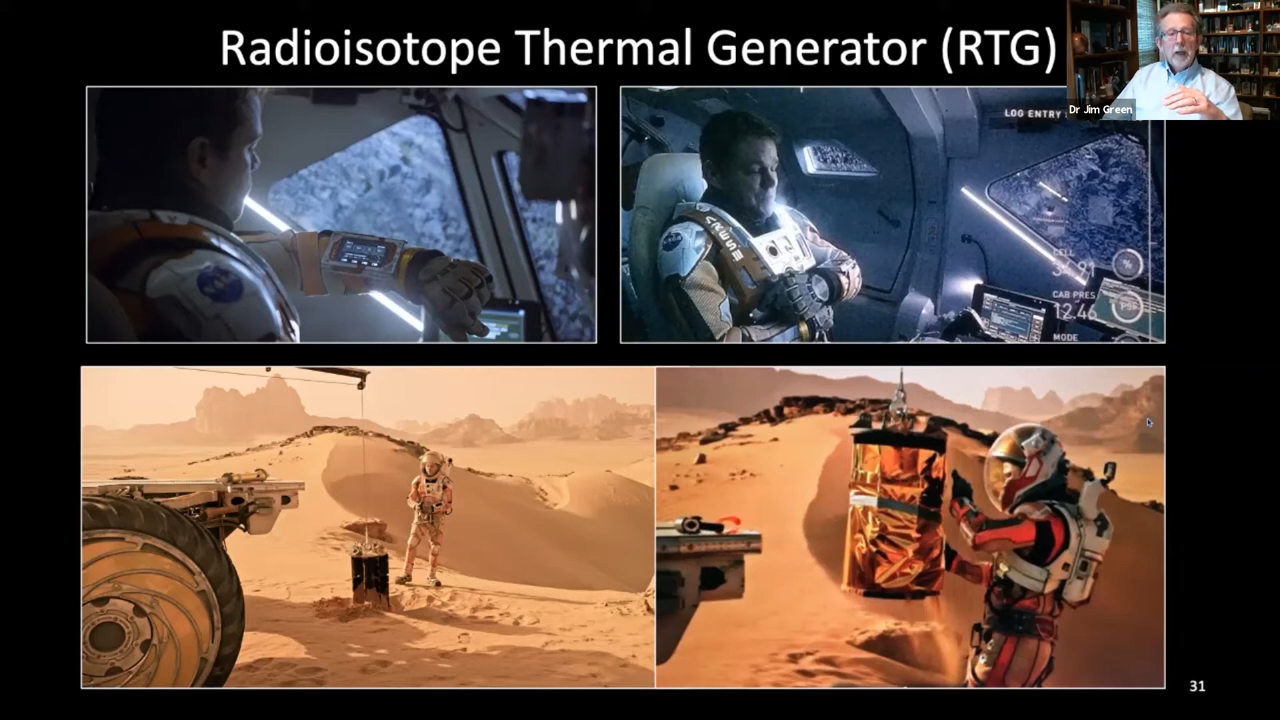 Radioisotope Thermal Generator (RTG)
Dr Jim Green
LOG ENTRY
CAB PRES
12.46
MODE
31